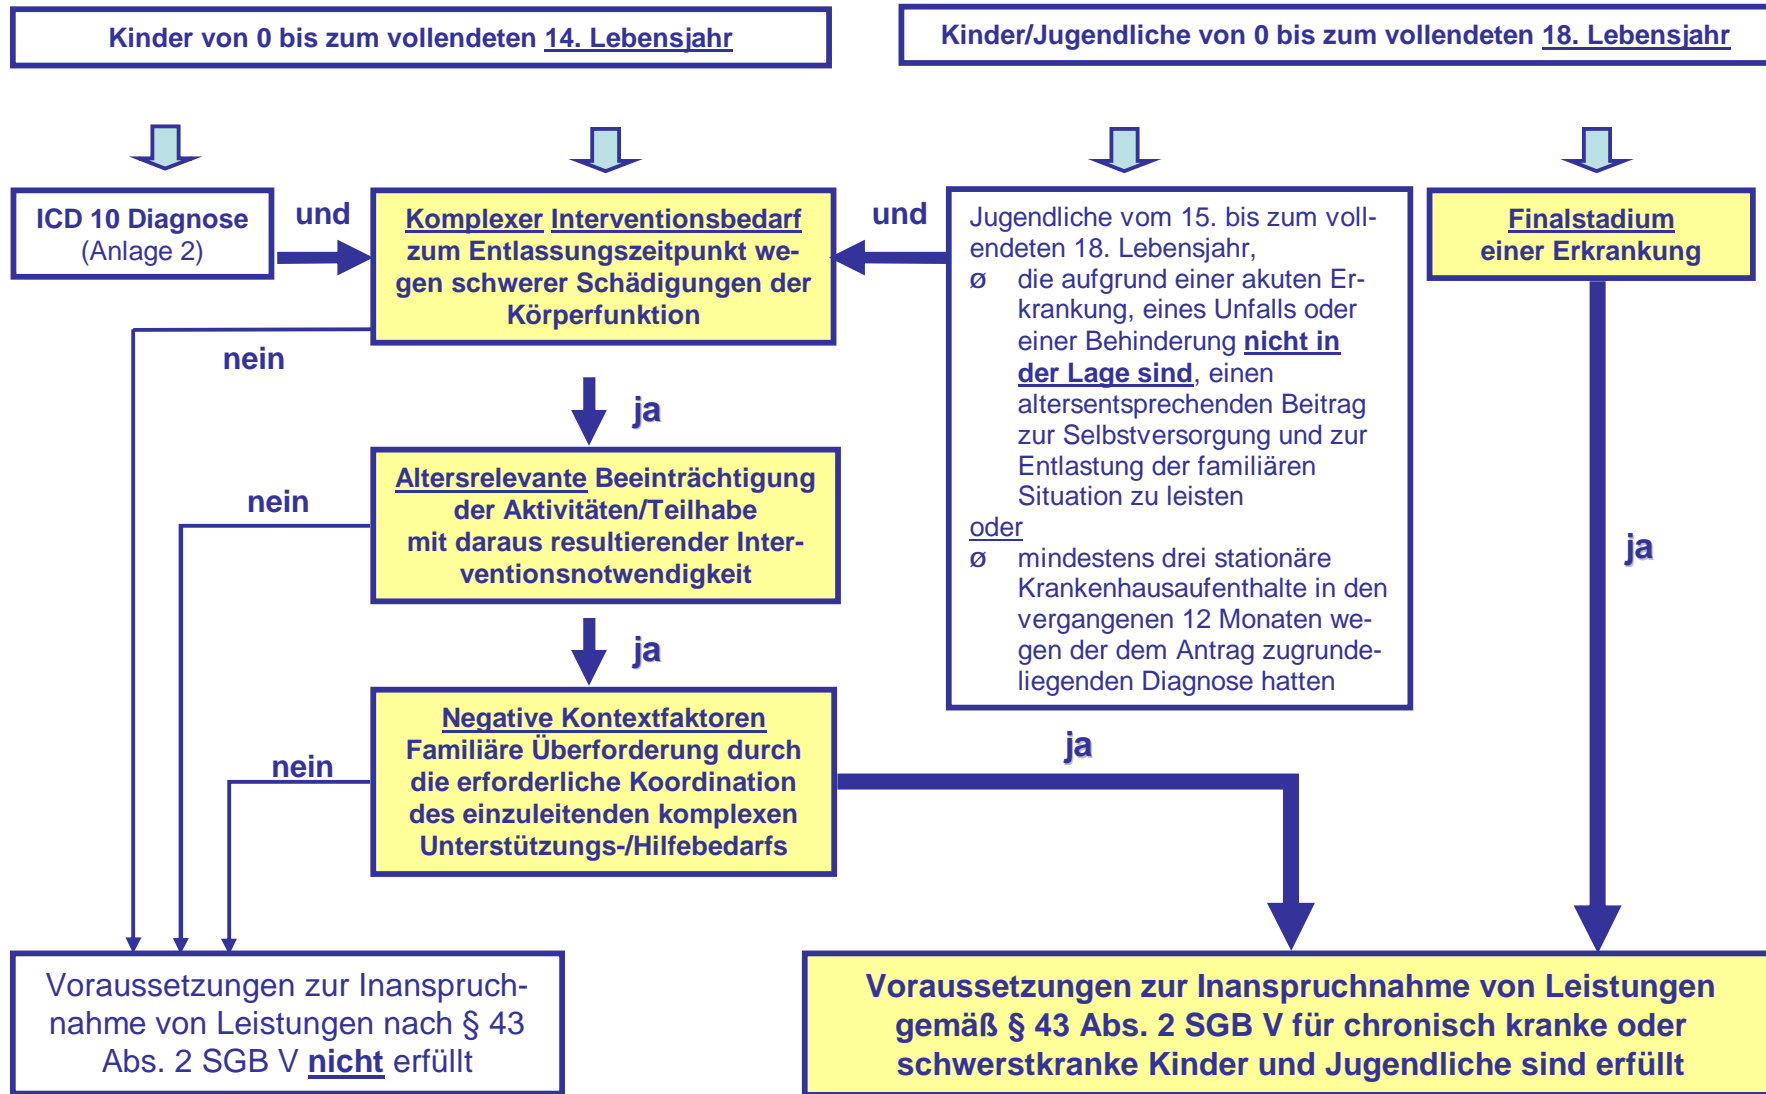 Kinder von 0 bis zum vollendeten 14. Lebensjahr
Kinder/Jugendliche von 0 bis zum vollendeten 18. Lebensjahr
ICD 10 Diagnose
(Anlage 2)
und
Komplexer Interventionsbedarf
zum Entlassungszeitpunkt we-
gen schwerer Schädigungen der
Körperfunktion
und
Jugendliche vom 15. bis zum voll-
endeten 18. Lebensjahr,
ø die aufgrund einer akuten Er-
krankung, eines Unfalls oder
einer Behinderung nicht in
der Lage sind, einen
altersentsprechenden Beitrag
zur Selbstversorgung und zur
Entlastung der familiären
Situation zu leisten
oder
ø mindestens drei stationäre
Krankenhausaufenthalte in den
vergangenen 12 Monaten we-
gen der dem Antrag zugrunde-
liegenden Diagnose hatten
Finalstadium
einer Erkrankung
nein
ja
Altersrelevante Beeinträchtigung
der Aktivitäten/Teilhabe
mit daraus resultierender Inter-
ventionsnotwendigkeit
nein
ja
ja
Negative Kontextfaktoren
Familiäre Überforderung durch
die erforderliche Koordination
des einzuleitenden komplexen
Unterstützungs-/Hilfebedarfs
nein
ja
Voraussetzungen zur Inanspruch-
nahme von Leistungen nach § 43
Abs. 2 SGB V nicht erfüllt
Voraussetzungen zur Inanspruchnahme von Leistungen
gemäß § 43 Abs. 2 SGB V für chronisch kranke oder
schwerstkranke Kinder und Jugendliche sind erfüllt